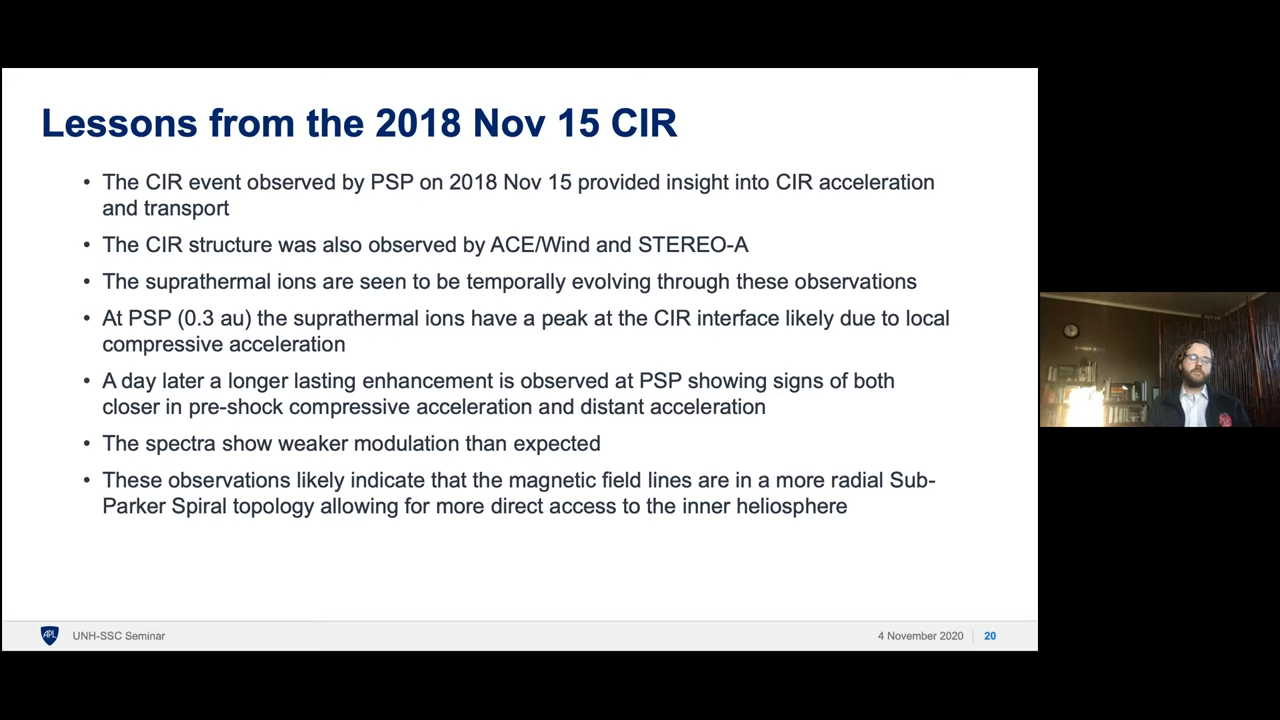 Lessons from the 2018 Nov 15 CIR
• The CIR event observed by PSP on 2018 Nov 15 provided insight into CIR acceleration
and transport
• The CIR structure was also observed by ACE/Wind and STEREO-A
• The suprathermal ions are seen to be temporally evolving through these observations
• At PSP (0.3 au) the suprathermal ions have a peak at the CIR interface likely due to local
compressive acceleration
• A day later a longer lasting enhancement is observed at PSP showing signs of both
closer in pre-shock compressive acceleration and distant acceleration
• The spectra show weaker modulation than expected
• These observations likely indicate that the magnetic field lines are in a more radial Sub-
Parker Spiral topology allowing for more direct access to the inner heliosphere
APL UNH-SSC Seminar 4 November 2020 20